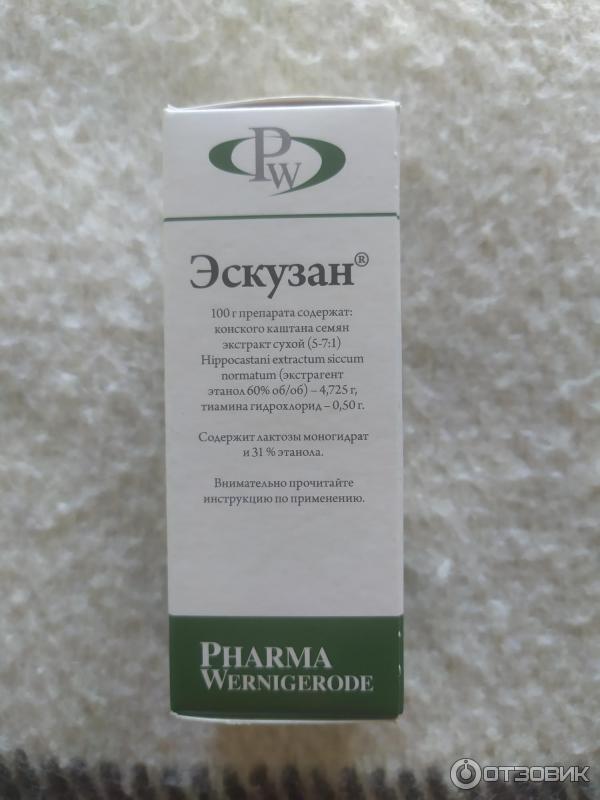 PW
Эскузан®
100 г препарата содержат:
конского каштана семян
экстракт сухой (5-7:1)
Hippocastani extractum siccum
normatum (экстрагент
этанол 60% об/об) – 4,725 г,
тиамина гидрохлорид – 0,50 г.
Содержит лактозы моногидрат
и 31 % этанола.
Внимательно прочитайте
инструкцию по применению.
PHARMA
WERNIGERODE
ОТЗОВИК